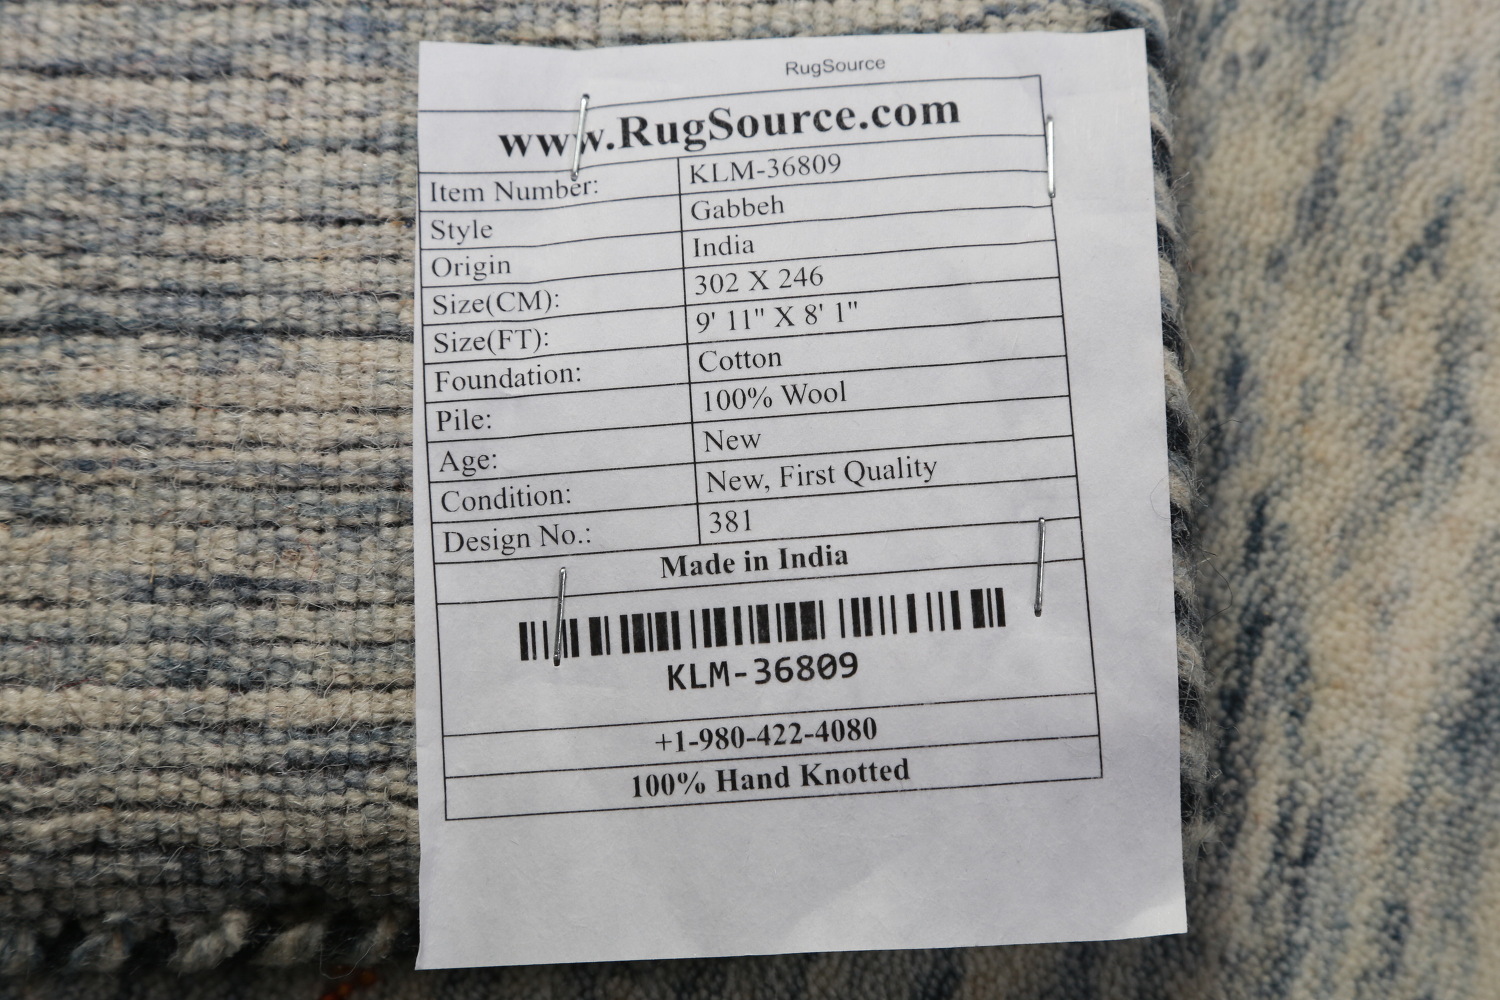 RugSource
www.RugSource.com
Item Number: KLM-36809
Style Gabbeh
Origin India
Size(CM): 302 X 246
Size(FT): 9' 11" X 8' 1"
Foundation: Cotton
Pile: 100% Wool
Age: New
Condition: New, First Quality
Design No.: 381
Made in India
KLM-36809
+1-980-422-4080
100% Hand Knotted